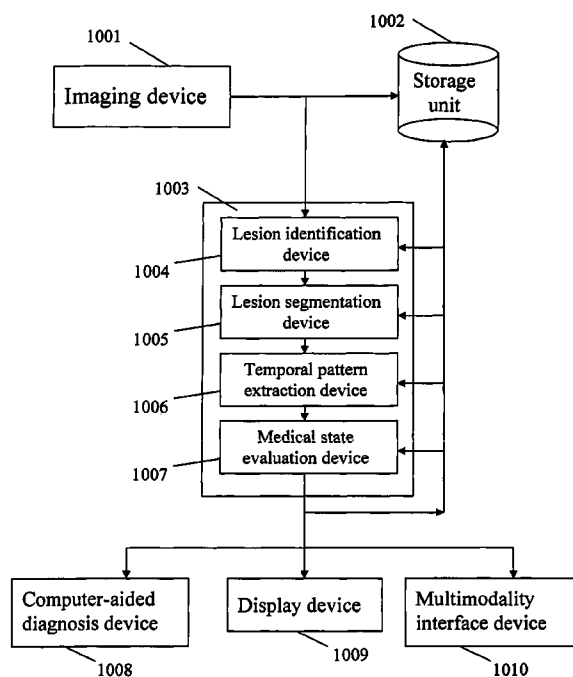 1001
1002
Imaging device
Storage
unit
1003
Lesion identification
device
1004
Lesion segmentation
device
1005
Temporal pattern
extraction device
1006
Medical state
evaluation device
1007
Computer-aided
diagnosis device
Display device
Multimodality
interface device
1008
1009
1010